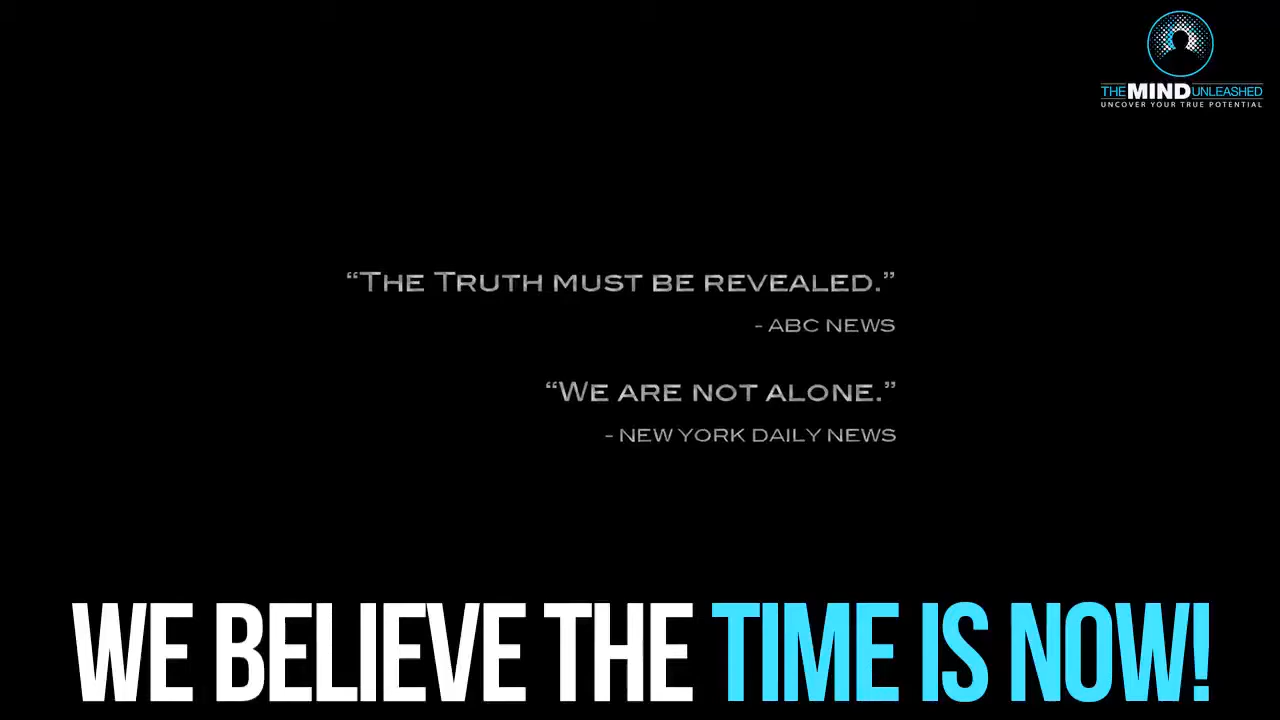 THE MIND UNLEASHED
UNCOVER YOUR TRUE POTENTIAL
“THE TRUTH MUST BE REVEALED.”
- ABC NEWS
“WE ARE NOT ALONE.”
- NEW YORK DAILY NEWS
WE BELIEVE THE TIME IS NOW!